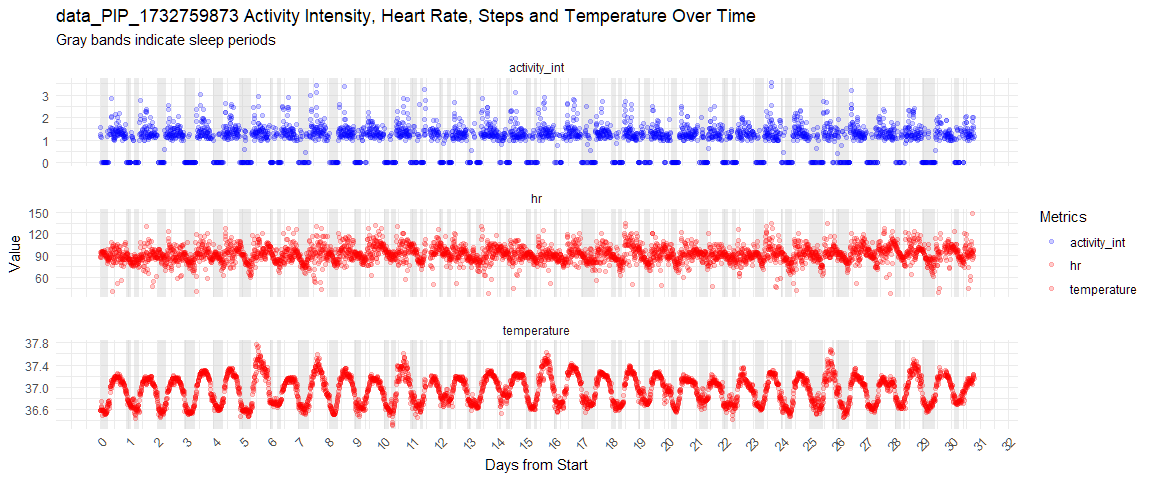 data_PIP_1732759873 Activity Intensity, Heart Rate, Steps and Temperature Over Time
Gray bands indicate sleep periods
activity_int
3
2
1
0
hr
150
120
90
60
Value
temperature
37.8
37.4
37.0
36.6
0 1 2 3 4 5 6 7 8 9 10 11 12 13 14 15 16 17 18 19 20 21 22 23 24 25 26 27 28 29 30 31 32
Days from Start
Metrics
activity_int
hr
temperature